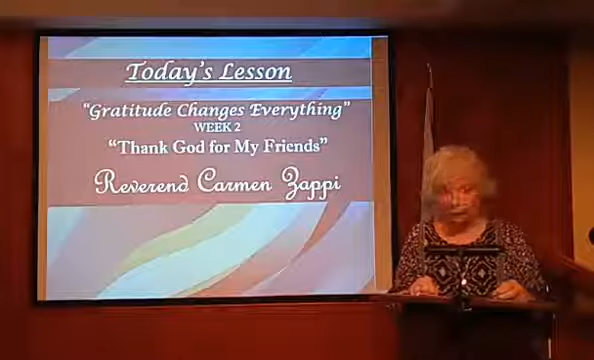 Today's Lesson
"Gratitude Changes Everything"
WEEK 2
"Thank God for My Friends"
Reverend Carmen Zappi